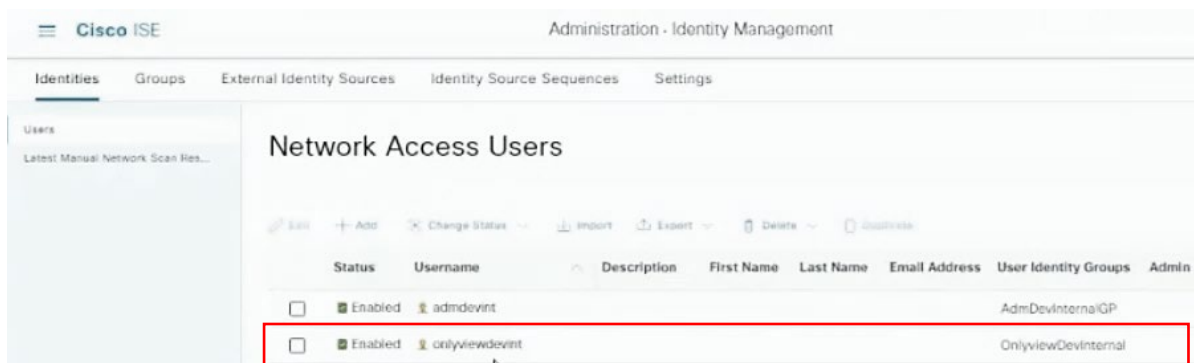 Cisco ISE
Administration - Identity Management
Identities Groups External Identity Sources Identity Source Sequences Settings
Users
Latest Manual Network Scan Res...
Network Access Users
Edit Add Change Status Import Export Delete Duplicate
Status Username Description First Name Last Name Email Address User Identity Groups Admin
Enabled admdevint AdmDevInternalGP
Enabled onlyviewdevint OnlyviewDevInternal